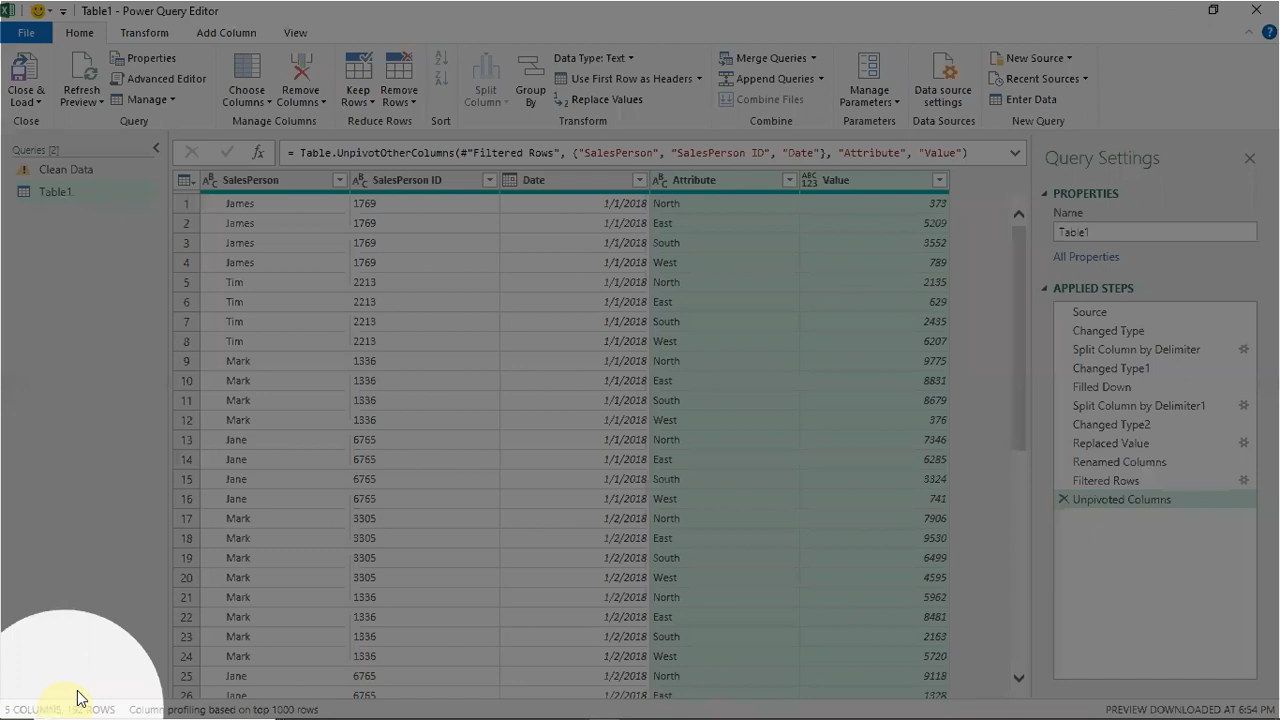 Table1 - Power Query Editor
File Home Transform Add Column View
Close & Load
Close
Refresh Preview
Properties
Advanced Editor
Manage
Query
Choose Columns
Remove Columns
Manage Columns
Keep Rows
Remove Rows
Reduce Rows
Sort
Split Column
Group By
Data Type: Text
Use First Row as Headers
Replace Values
Transform
Merge Queries
Append Queries
Combine Files
Combine
Manage Parameters
Parameters
Data source settings
Data Sources
New Source
Recent Sources
Enter Data
New Query
Queries [2]
Clean Data
Table1
= Table.UnpivotOtherColumns(#"Filtered Rows", {"SalesPerson", "SalesPerson ID", "Date"}, "Attribute", "Value")
SalesPerson SalesPerson ID Date Attribute Value
1 James 1769 1/1/2018 North 373
2 James 1769 1/1/2018 East 5209
3 James 1769 1/1/2018 South 3552
4 James 1769 1/1/2018 West 789
5 Tim 2213 1/1/2018 North 2135
6 Tim 2213 1/1/2018 East 629
7 Tim 2213 1/1/2018 South 2435
8 Tim 2213 1/1/2018 West 6207
9 Mark 1336 1/1/2018 North 9775
10 Mark 1336 1/1/2018 East 8831
11 Mark 1336 1/1/2018 South 8679
12 Mark 1336 1/1/2018 West 376
13 Jane 6765 1/1/2018 North 7346
14 Jane 6765 1/1/2018 East 6285
15 Jane 6765 1/1/2018 South 3324
16 Jane 6765 1/1/2018 West 741
17 Mark 3305 1/2/2018 North 7906
18 Mark 3305 1/2/2018 East 9530
19 Mark 3305 1/2/2018 South 6499
20 Mark 3305 1/2/2018 West 4595
21 Mark 1336 1/2/2018 North 5962
22 Mark 1336 1/2/2018 East 8481
23 Mark 1336 1/2/2018 South 2163
24 Mark 1336 1/2/2018 West 5720
25 Jane 6765 1/2/2018 North 9118
26 Jane 6765 1/2/2018 East 1328
Query Settings
PROPERTIES
Name
Table1
All Properties
APPLIED STEPS
Source
Changed Type
Split Column by Delimiter
Changed Type1
Filled Down
Split Column by Delimiter1
Changed Type2
Replaced Value
Renamed Columns
Filtered Rows
Unpivoted Columns
5 COLUMNS, 192 ROWS Column profiling based on top 1000 rows PREVIEW DOWNLOADED AT 6:54 PM